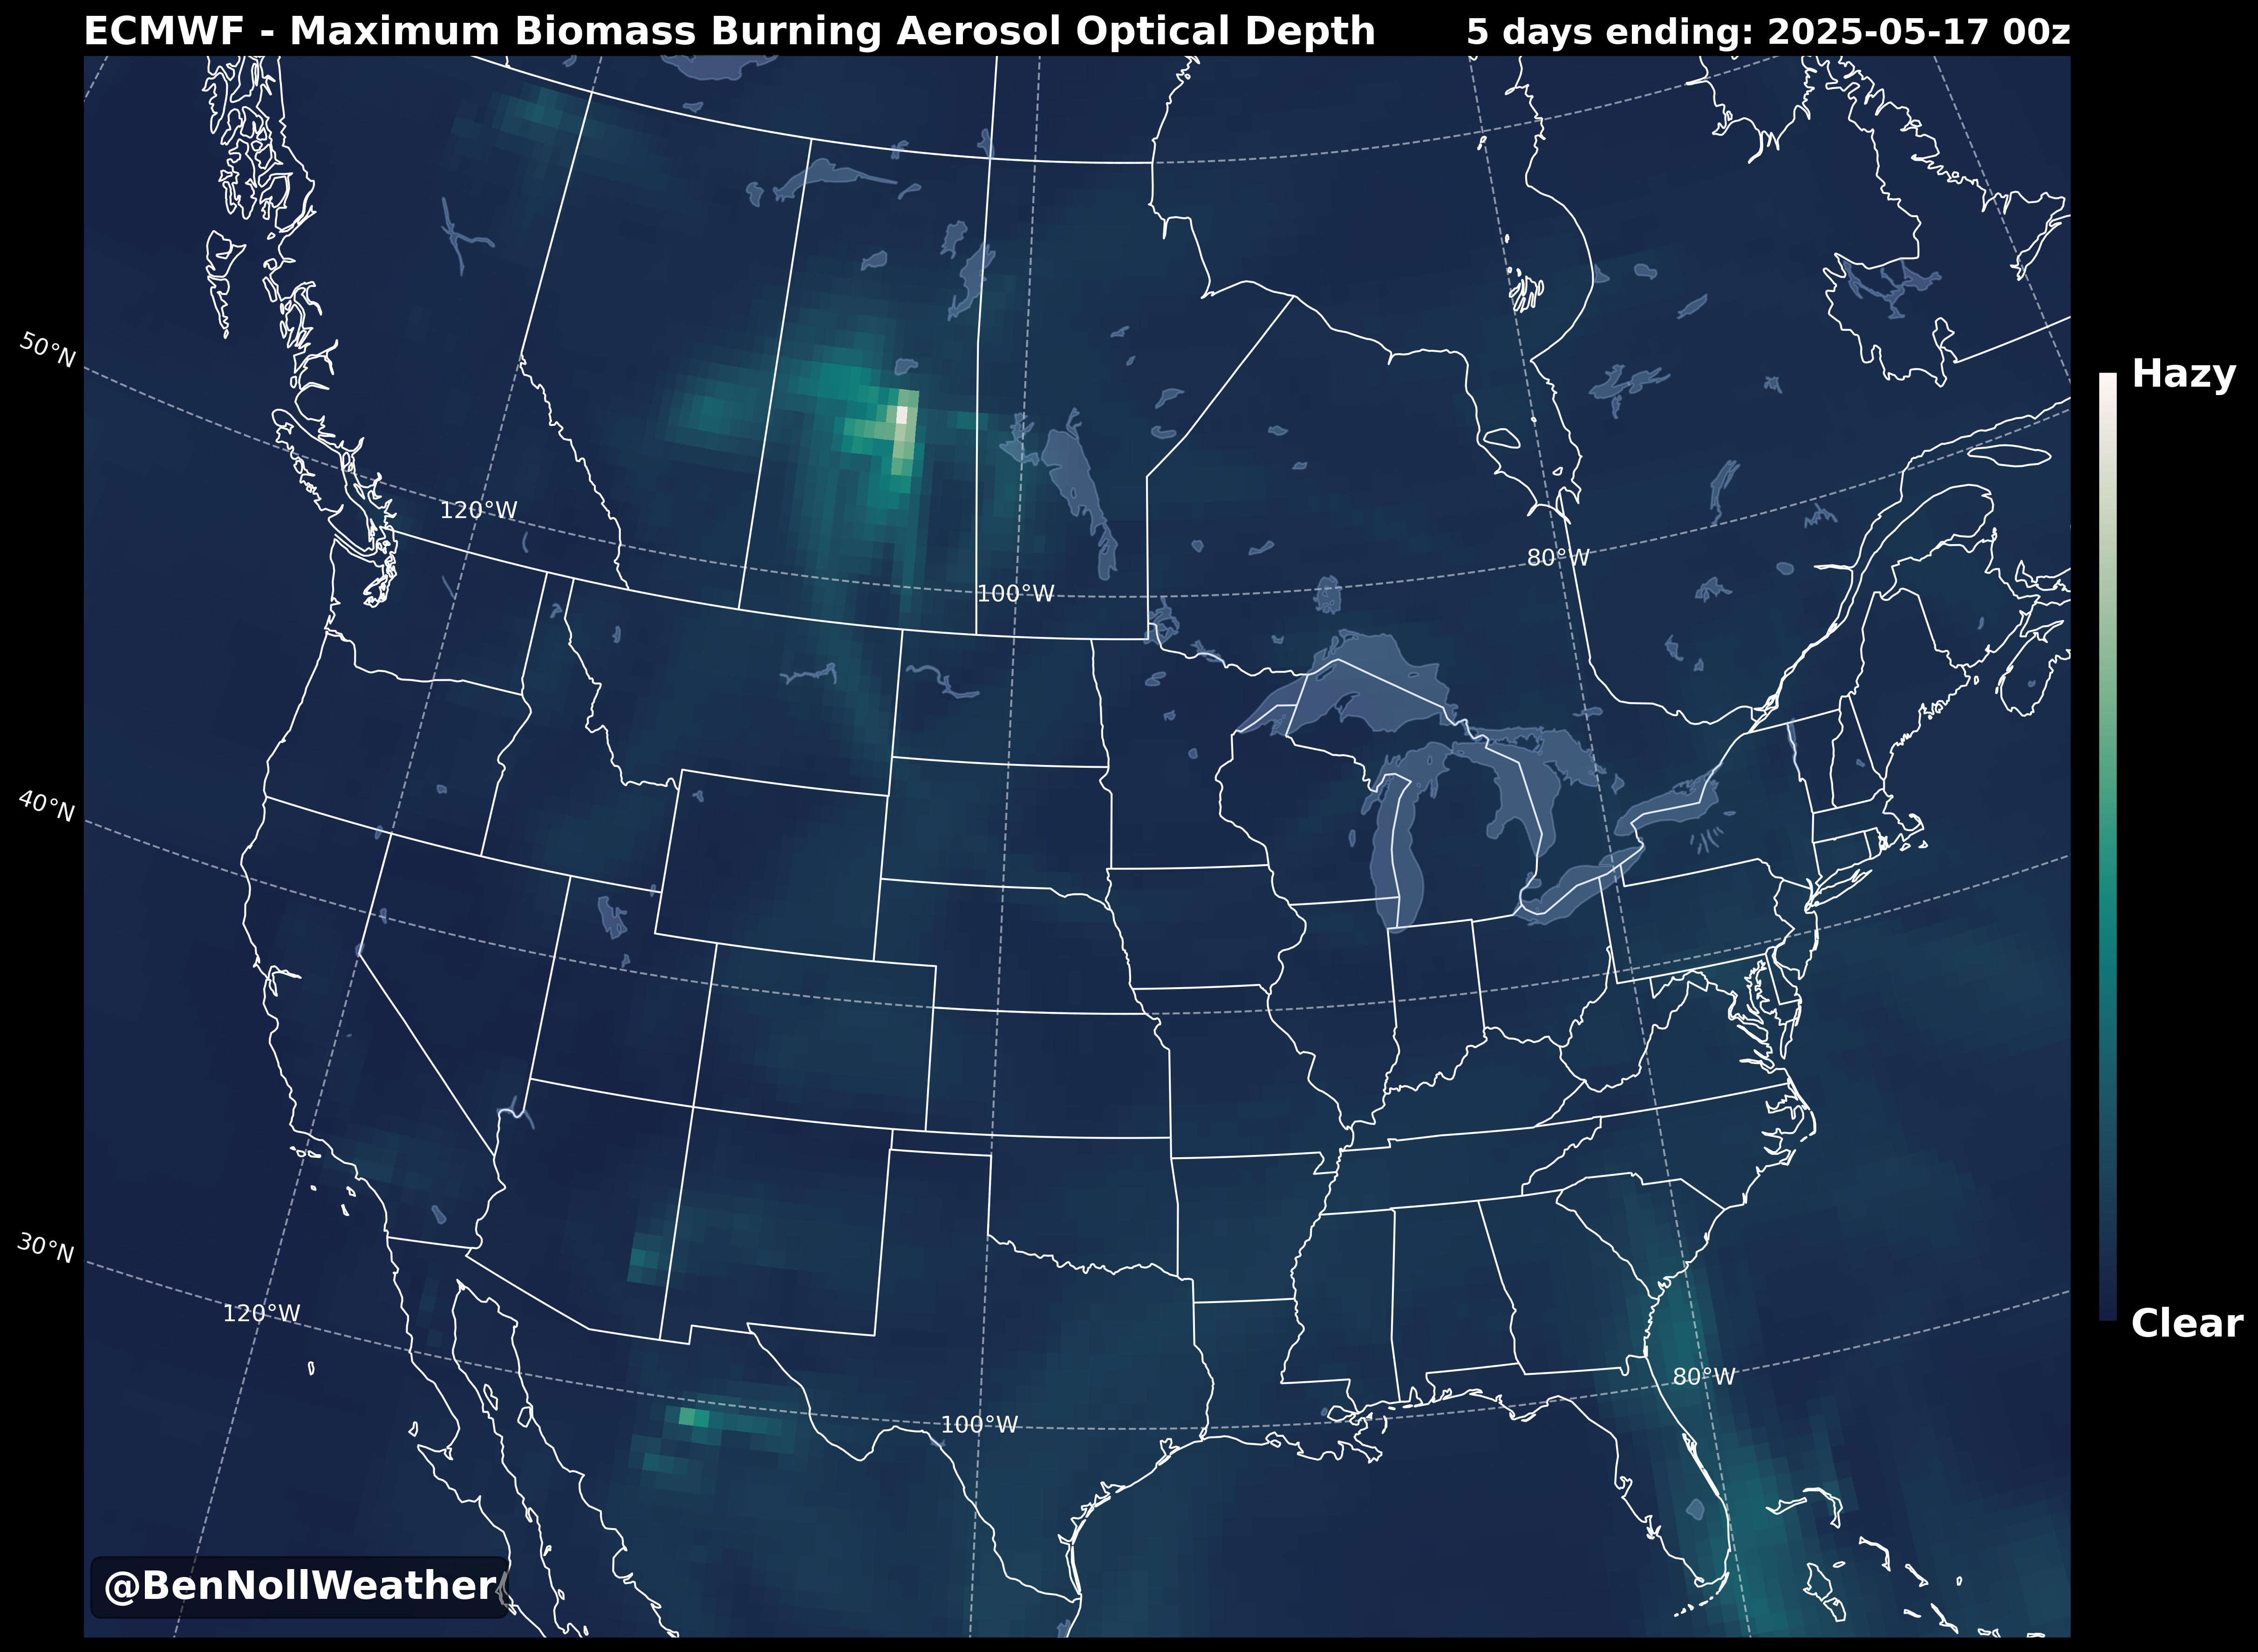 ECMWF - Maximum Biomass Burning Aerosol Optical Depth
5 days ending: 2025-05-17 00z
50°N
Hazy
120°W
80°W
100°W
40°N
30°N
120°W
Clear
80°W
100°W
@BenNollWeather